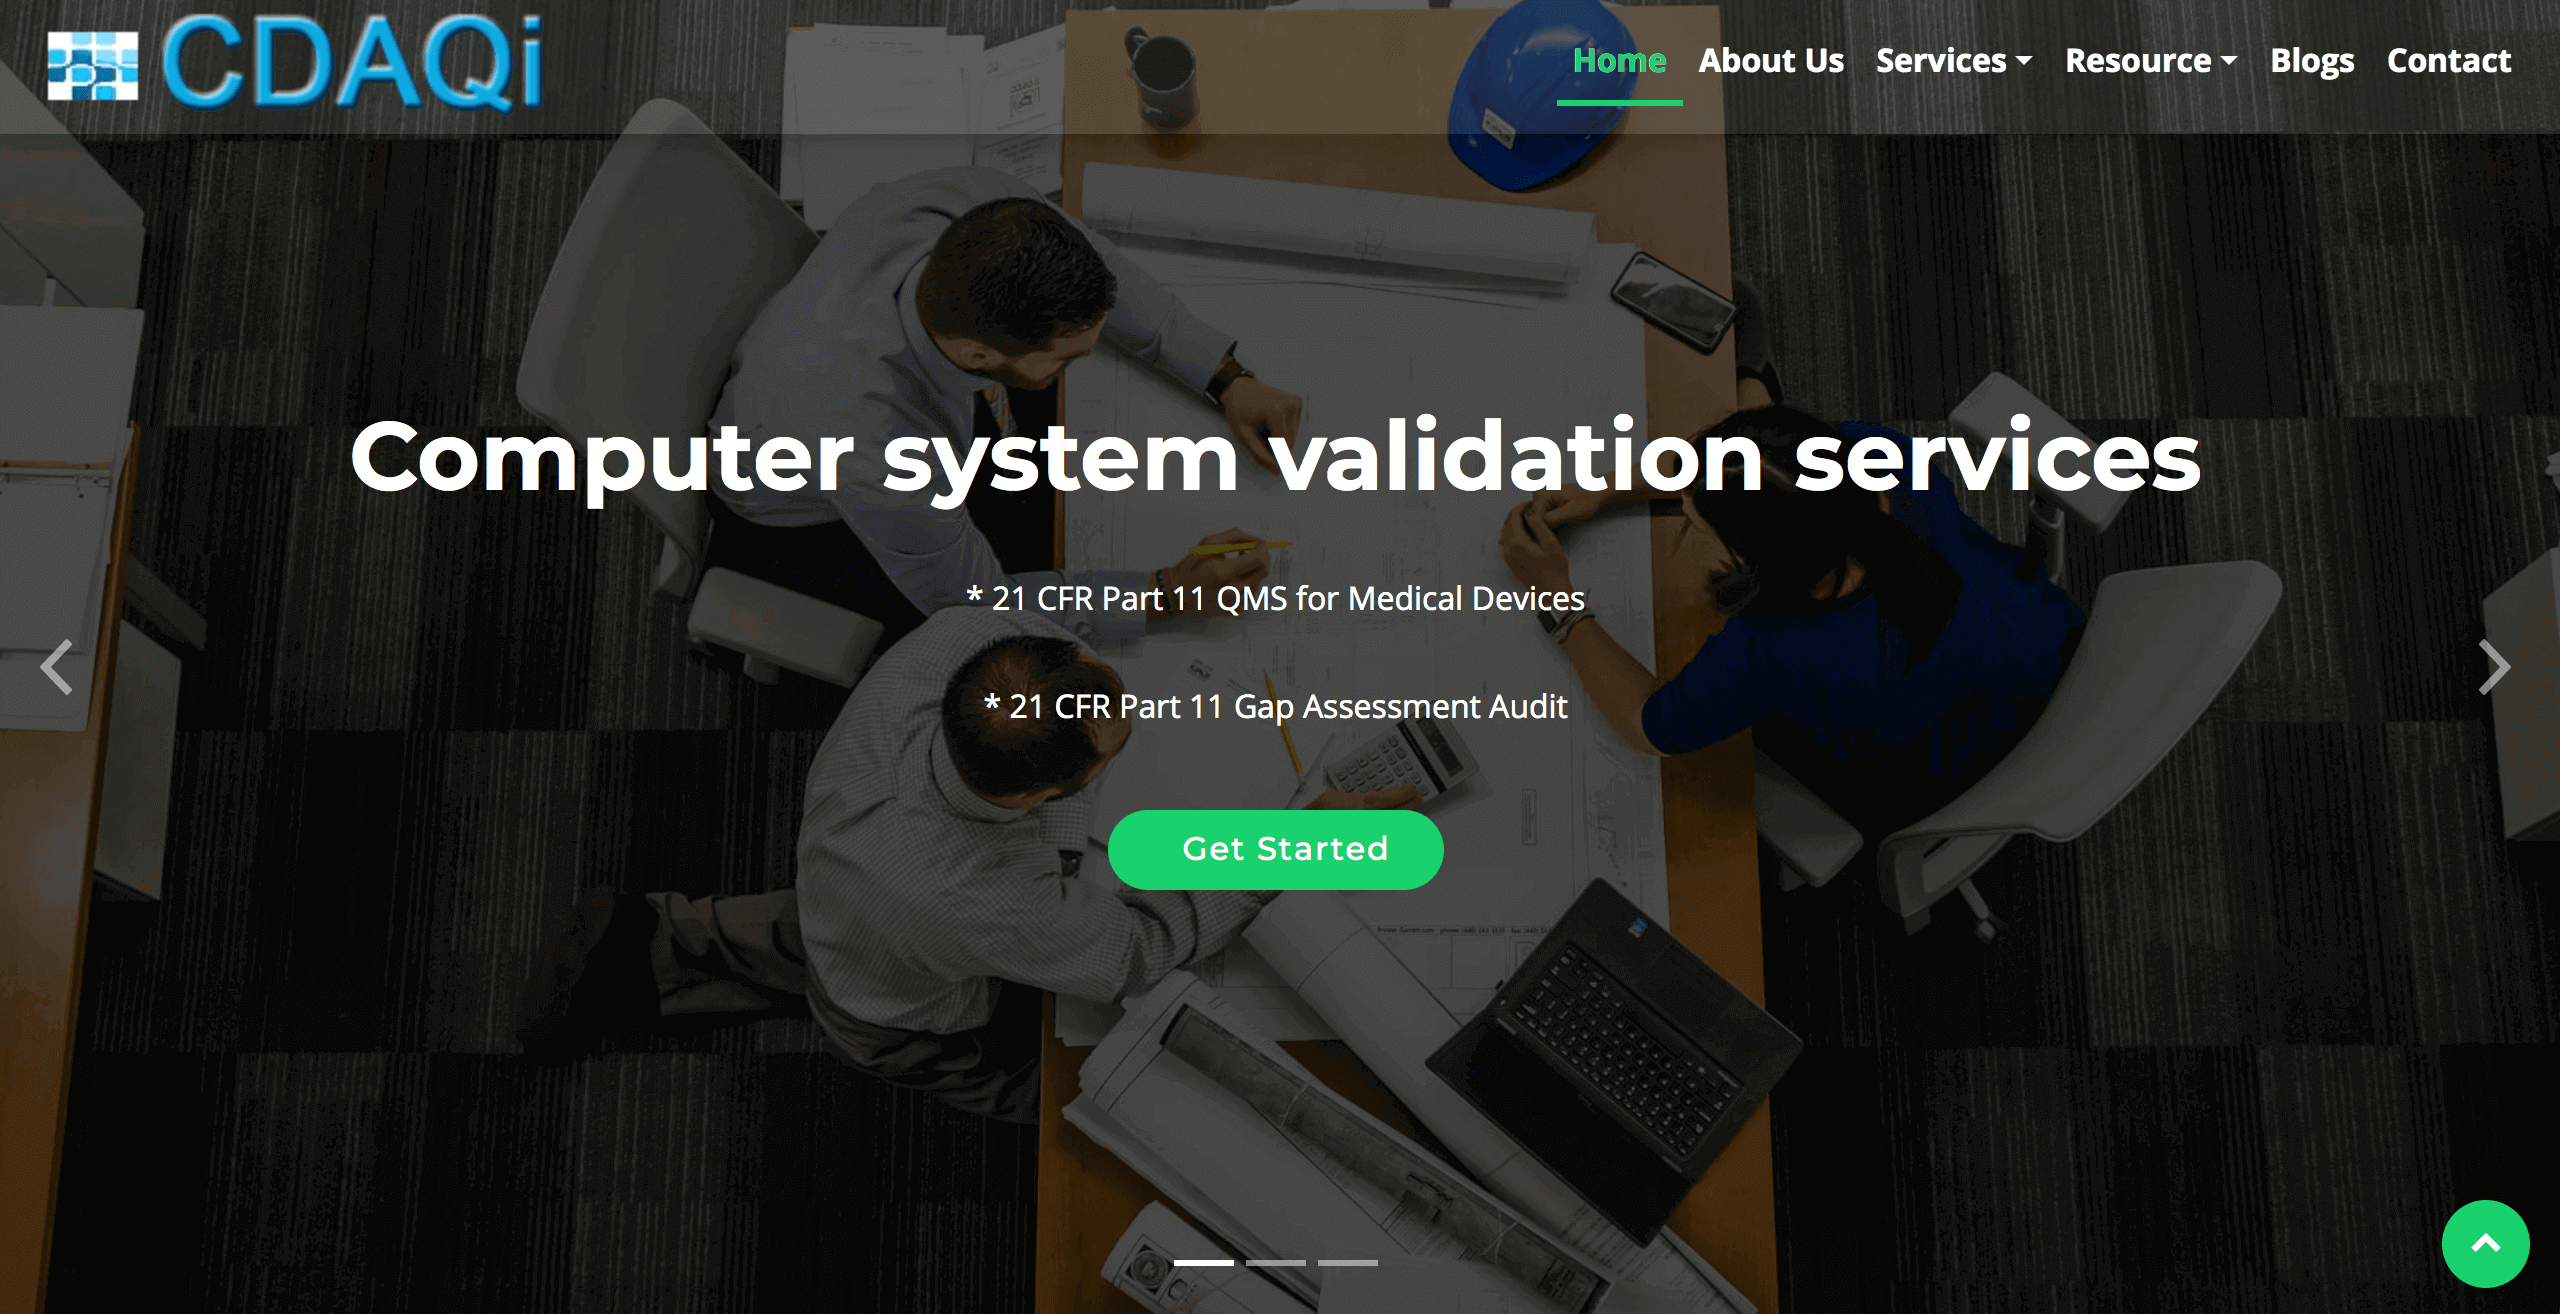 CDAQi
Home About Us Services Resource Blogs Contact
Computer system validation services
* 21 CFR Part 11 QMS for Medical Devices
* 21 CFR Part 11 Gap Assessment Audit
Get Started